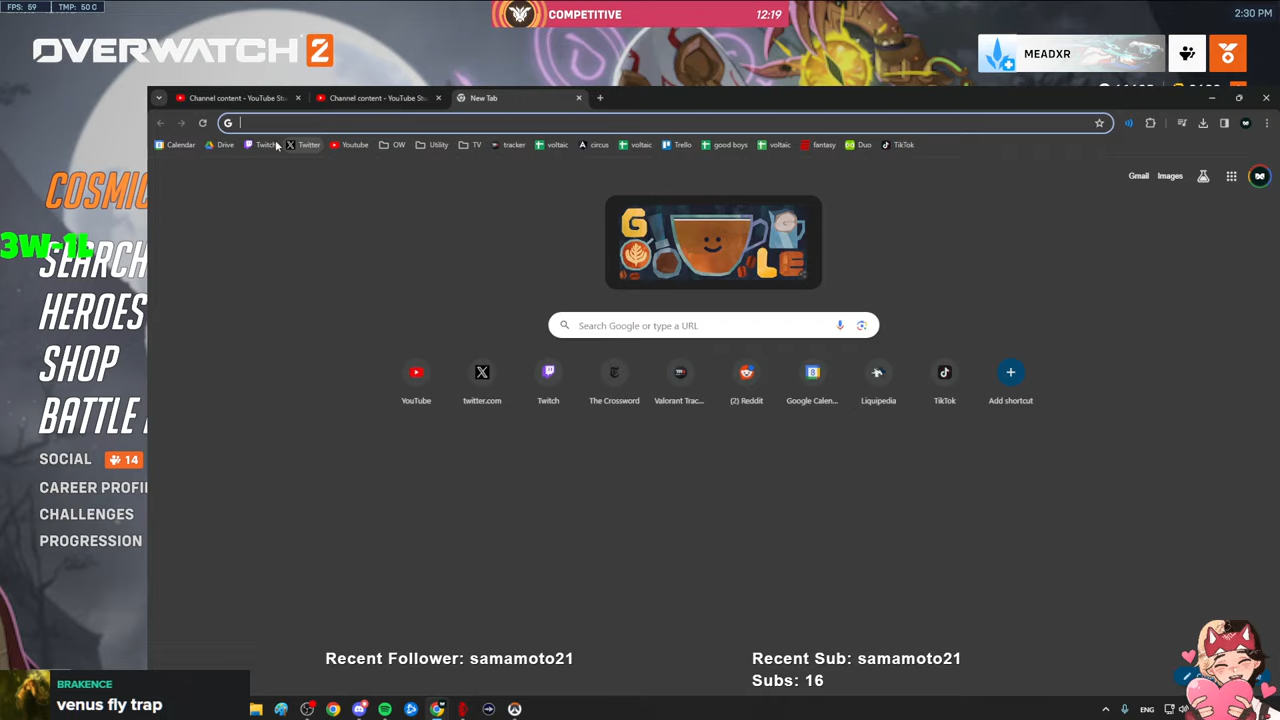 FPS: 59 TMP: 50 C
COMPETITIVE 12:19
2:30 PM
OVERWATCH 2
MEADXR
Channel content - YouTube Stu
Channel content - YouTube Stu
New Tab
G
Calendar Drive Twitch Twitter Youtube OW Utility TV tracker voltaic circus voltaic Trello good boys voltaic fantasy Duo TikTok
Gmail Images
COSMIC
3W-1L
SEARCH
HEROES
SHOP
BATTLE
SOCIAL 14
CAREER PROFI
CHALLENGES
PROGRESSION
G LE
Search Google or type a URL
YouTube twitter.com Twitch The Crossword Valorant Trac... (2) Reddit Google Calen... Liquipedia TikTok Add shortcut
Recent Follower: samamoto21
Recent Sub: samamoto21
Subs: 16
BRAKENCE
venus fly trap
ENG